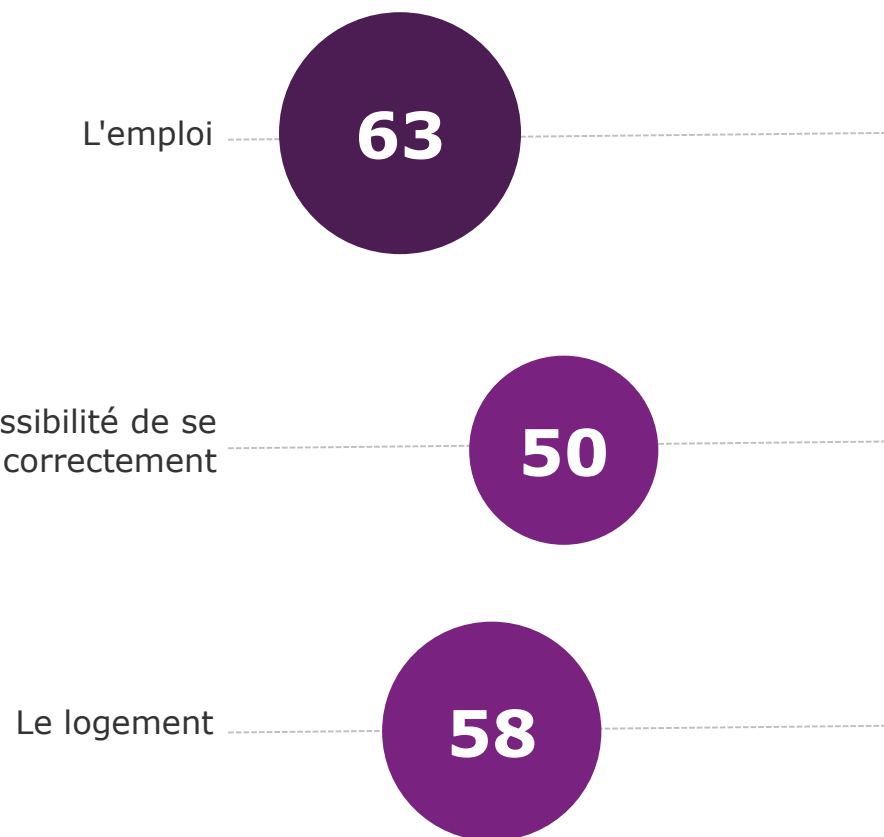 L'emploi
63
ssibilité de se
correctement
50
Le logement
58